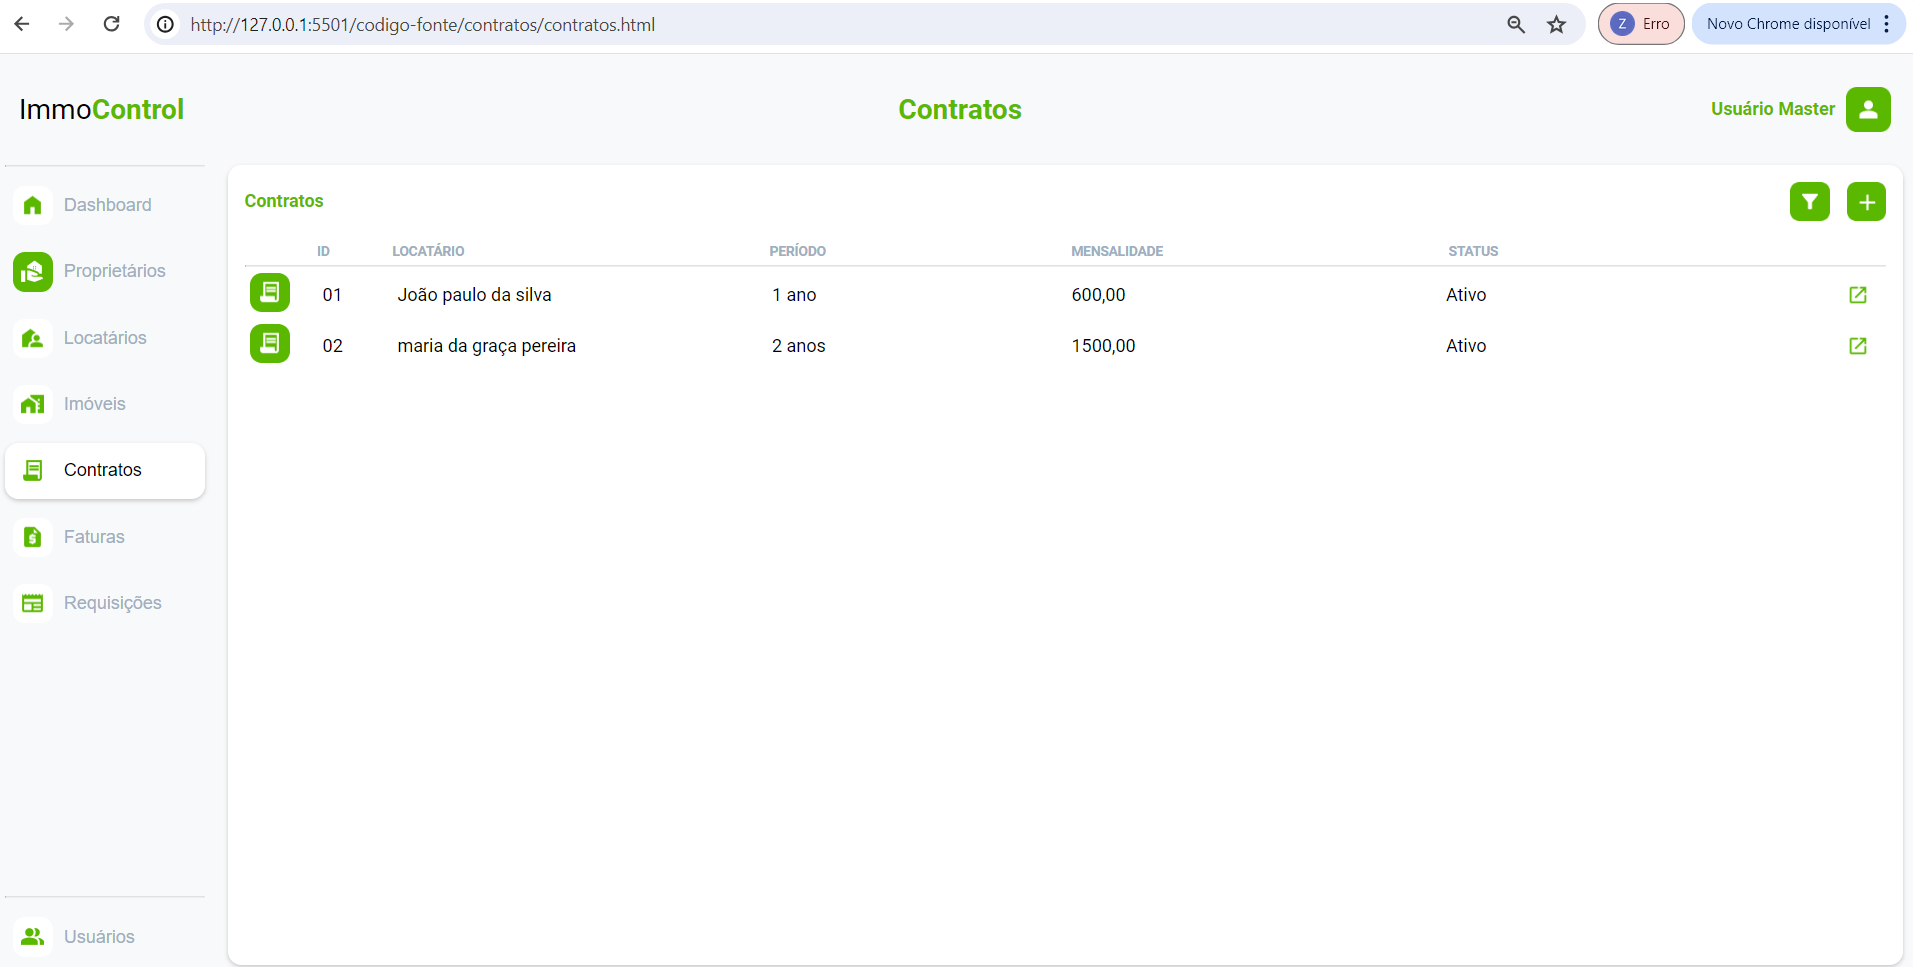 http://127.0.0.1:5501/codigo-fonte/contratos/contratos.html
Z Erro
Novo Chrome disponível
ImmoControl
Contratos
Usuário Master
Dashboard
Proprietários
Locatários
Imóveis
Contratos
Faturas
Requisições
Usuários
Contratos
ID LOCATÁRIO PERÍODO MENSALIDADE STATUS
01 João paulo da silva 1 ano 600,00 Ativo
02 maria da graça pereira 2 anos 1500,00 Ativo